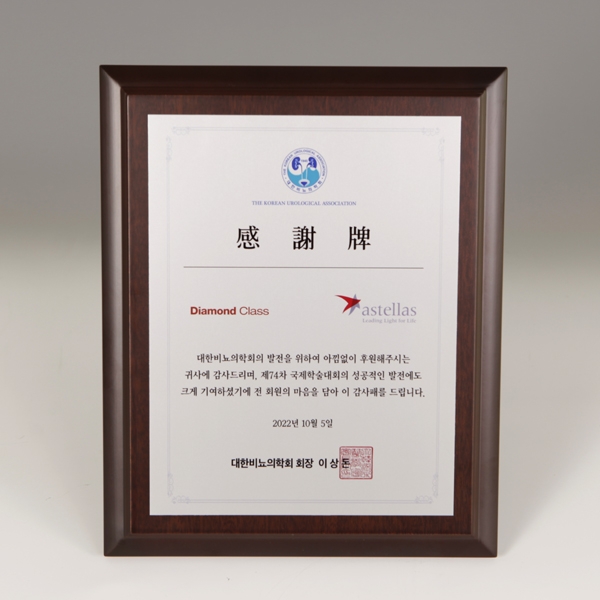 THE KOREAN UROLOGICAL ASSOCIATION
感 謝 牌
Diamond Class
astellas
Leading Light for Life
대한비뇨의학회의 발전을 위하여 아낌없이 후원해주시는
귀사에 감사드리며, 제74차 국제학술대회의 성공적인 발전에도
크게 기여하셨기에 전 회원의 마음을 담아 이 감사패를 드립니다.
2022년 10월 5일
대한비뇨의학회 회장 이 상 돈